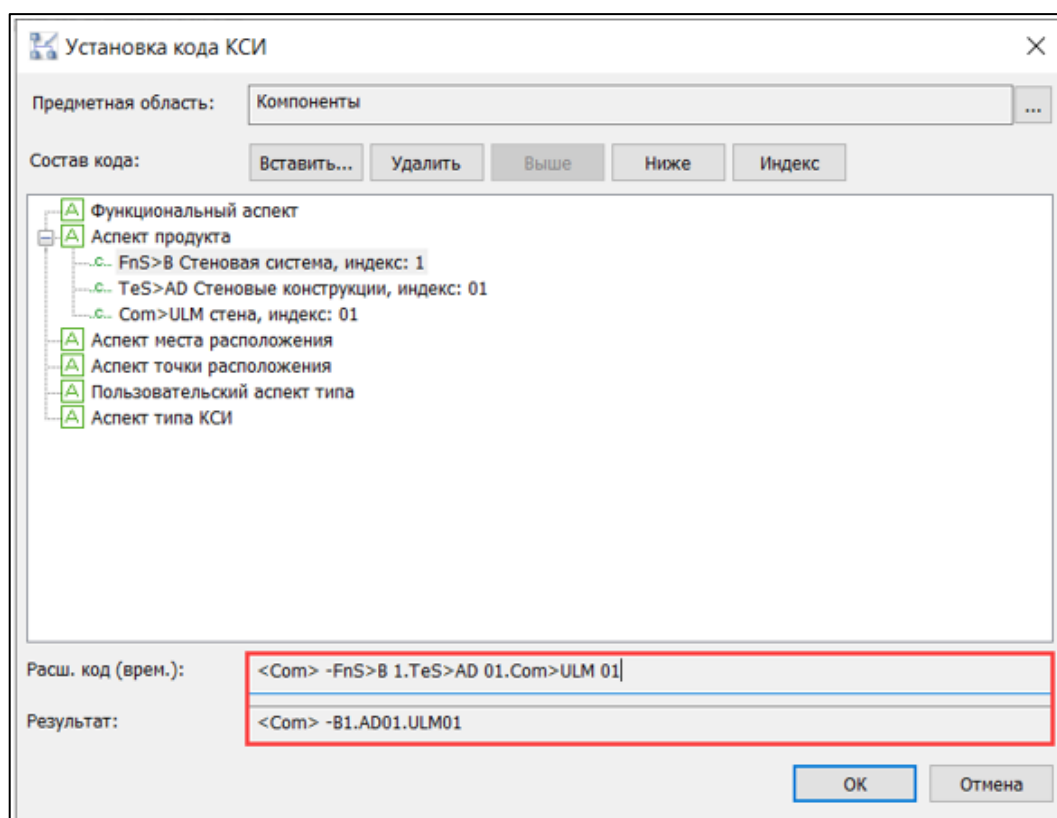 Установка кода КСИ
Предметная область: Компоненты ...
Состав кода: Вставить... Удалить Выше Ниже Индекс
Функциональный аспект
Аспект продукта
FnS>B Стеновая система, индекс: 1
TeS>AD Стеновые конструкции, индекс: 01
Com>ULM стена, индекс: 01
Аспект места расположения
Аспект точки расположения
Пользовательский аспект типа
Аспект типа КСИ
Расш. код (врем.): <Com> -FnS>B 1.TeS>AD 01.Com>ULM 01
Результат: <Com> -B1.AD01.ULM01
ОК Отмена